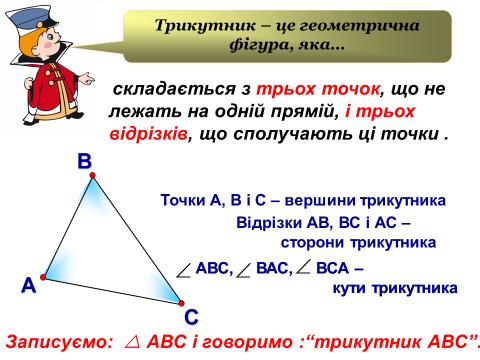 Трикутник – це геометрична
фігура, яка...
складається з трьох точок, що не
лежать на одній прямій, і трьох
відрізків, що сполучають ці точки .
B
Точки A, B і C – вершини трикутника
Відрізки AB, BC і AC –
сторони трикутника
∠ ABC, ∠ BAC, ∠ BCA –
кути трикутника
A
C
Записуємо: △ ABC і говоримо :“трикутник ABC”.